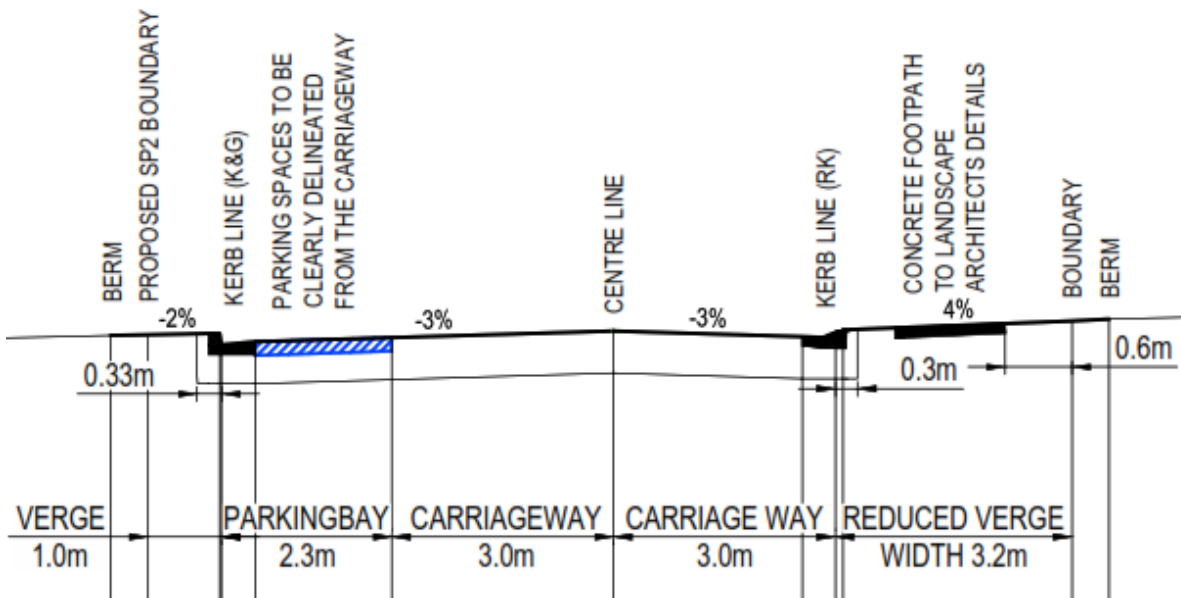 BERM
PROPOSED SP2 BOUNDARY
KERB LINE (K&G)
PARKING SPACES TO BE
CLEARLY DELINEATED
FROM THE CARRIAGEWAY
CENTRE LINE
KERB LINE (RK)
CONCRETE FOOTPATH
TO LANDSCAPE
ARCHITECTS DETAILS
BOUNDARY
BERM
-2%
-3%
-3%
4%
0.33m
0.3m
0.6m
VERGE
1.0m
PARKINGBAY
2.3m
CARRIAGEWAY
3.0m
CARRIAGE WAY
3.0m
REDUCED VERGE
WIDTH 3.2m